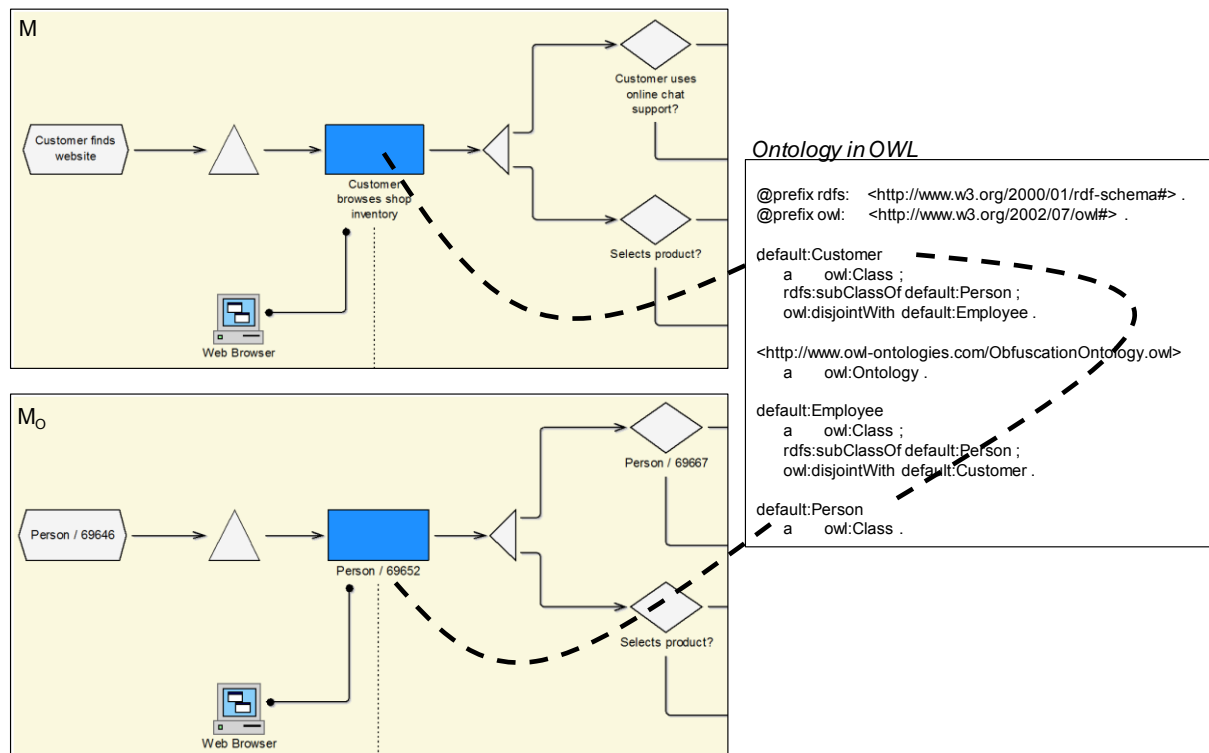 M
Customer finds
website
Customer
browses shop
inventory
Customer uses
online chat
support?
Selects product?
Web Browser
Ontology in OWL
@prefix rdfs: <http://www.w3.org/2000/01/rdf-schema#> .
@prefix owl: <http://www.w3.org/2002/07/owl#> .
default:Customer
a owl:Class ;
rdfs:subClassOf default:Person ;
owl:disjointWith default:Employee .
<http://www.owl-ontologies.com/ObfuscationOntology.owl>
a owl:Ontology .
default:Employee
a owl:Class ;
rdfs:subClassOf default:Person ;
owl:disjointWith default:Customer .
default:Person
a owl:Class .
MO
Person / 69646
Person / 69652
Person / 69667
Selects product?
Web Browser